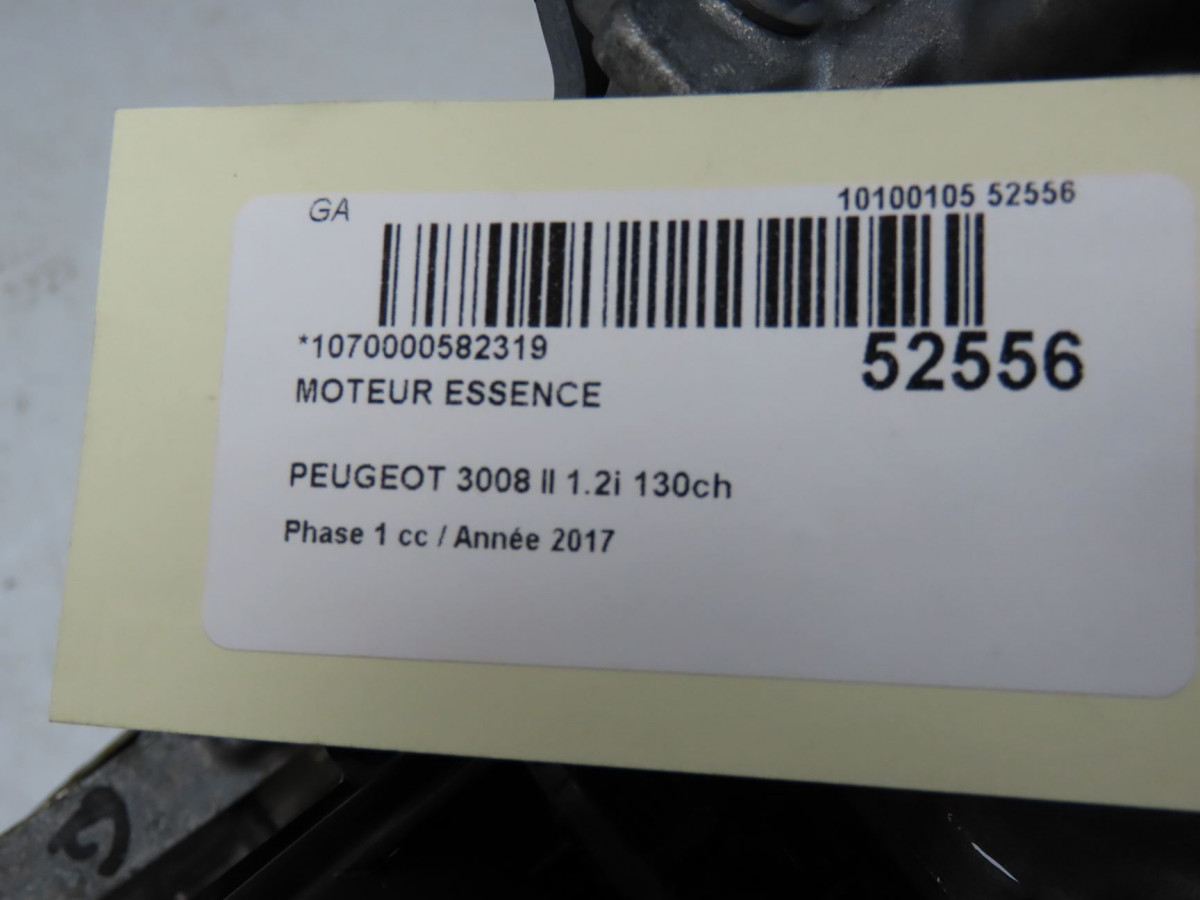 GA
10100105 52556
*1070000582319
52556
MOTEUR ESSENCE
PEUGEOT 3008 II 1.2i 130ch
Phase 1 cc / Année 2017